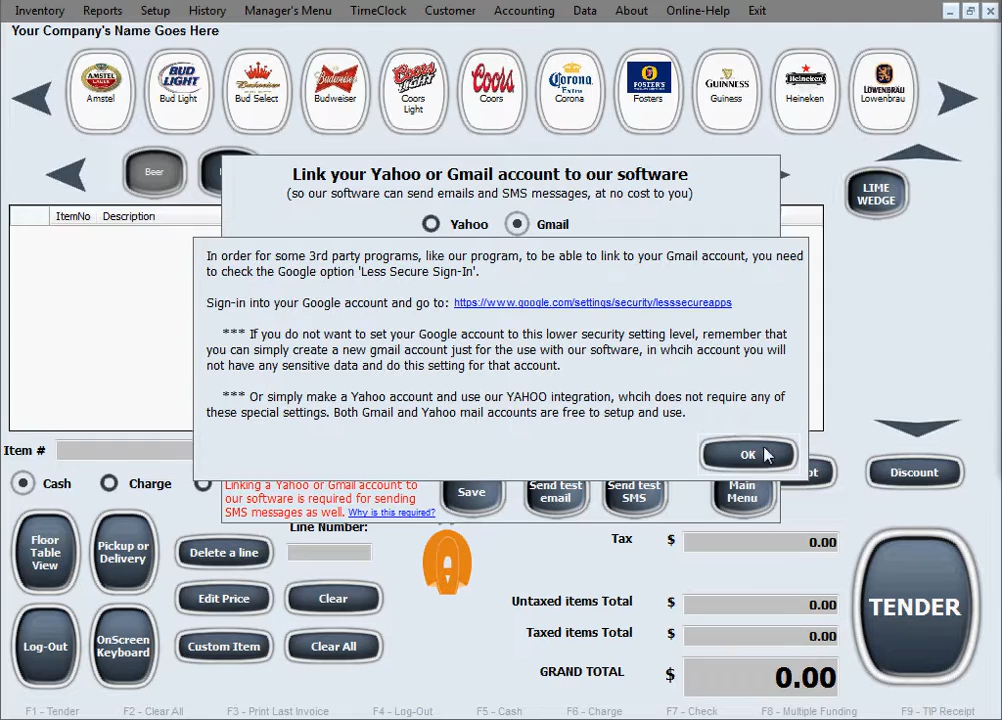 Inventory Reports Setup History Manager's Menu TimeClock Customer Accounting Data About Online-Help Exit
Your Company's Name Goes Here
AMSTEL LAGER BUD LIGHT Budweiser Budweiser Coors LIGHT Coors Corona Extra FOSTER'S GUINNESS Heineken LÖWENBRÄU
Amstel Bud Light Bud Select Budweiser Coors Light Coors Corona Fosters Guiness Heineken Lowenbrau
Beer
LIME WEDGE
Link your Yahoo or Gmail account to our software
(so our software can send emails and SMS messages, at no cost to you)
Yahoo Gmail
ItemNo Description
In order for some 3rd party programs, like our program, to be able to link to your Gmail account, you need
to check the Google option 'Less Secure Sign-In'.
Sign-in into your Google account and go to: https://www.google.com/settings/security/lesssecureapps
*** If you do not want to set your Google account to this lower security setting level, remember that
you can simply create a new gmail account just for the use with our software, in whcih account you will
not have any sensitive data and do this setting for that account.
*** Or simply make a Yahoo account and use our YAHOO integration, whcih does not require any of
these special settings. Both Gmail and Yahoo mail accounts are free to setup and use.
OK
Item #
Cash Charge
Linking a Yahoo or Gmail account to
our software is required for sending
SMS messages as well. Why is this required?
Save Send test email Send test SMS Main Menu
Discount
Line Number:
Floor Table View
Pickup or Delivery
Delete a line
Edit Price Clear
Log-Out
OnScreen Keyboard
Custom Item Clear All
Tax $ 0.00
Untaxed items Total $ 0.00
Taxed items Total $ 0.00
GRAND TOTAL $ 0.00
TENDER
F1 - Tender F2 - Clear All F3 - Print Last Invoice F4 - Log-Out F5 - Cash F6 - Charge F7 - Check F8 - Multiple Funding F9 - TIP Receipt